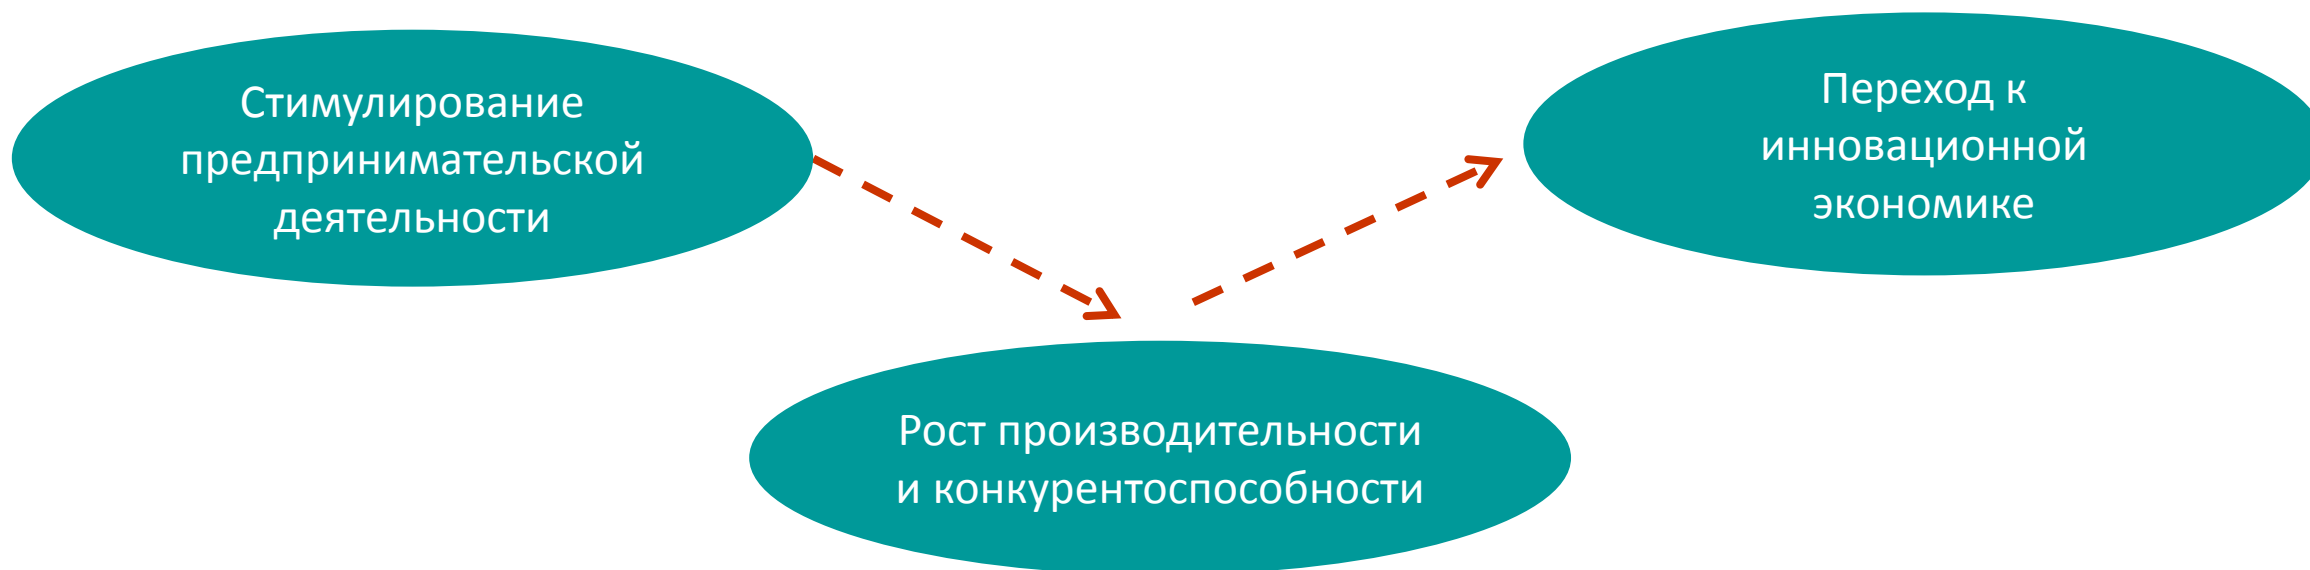 Стимулирование
предпринимательской
деятельности
Рост производительности
и конкурентоспособности
Переход к
инновационной
экономике